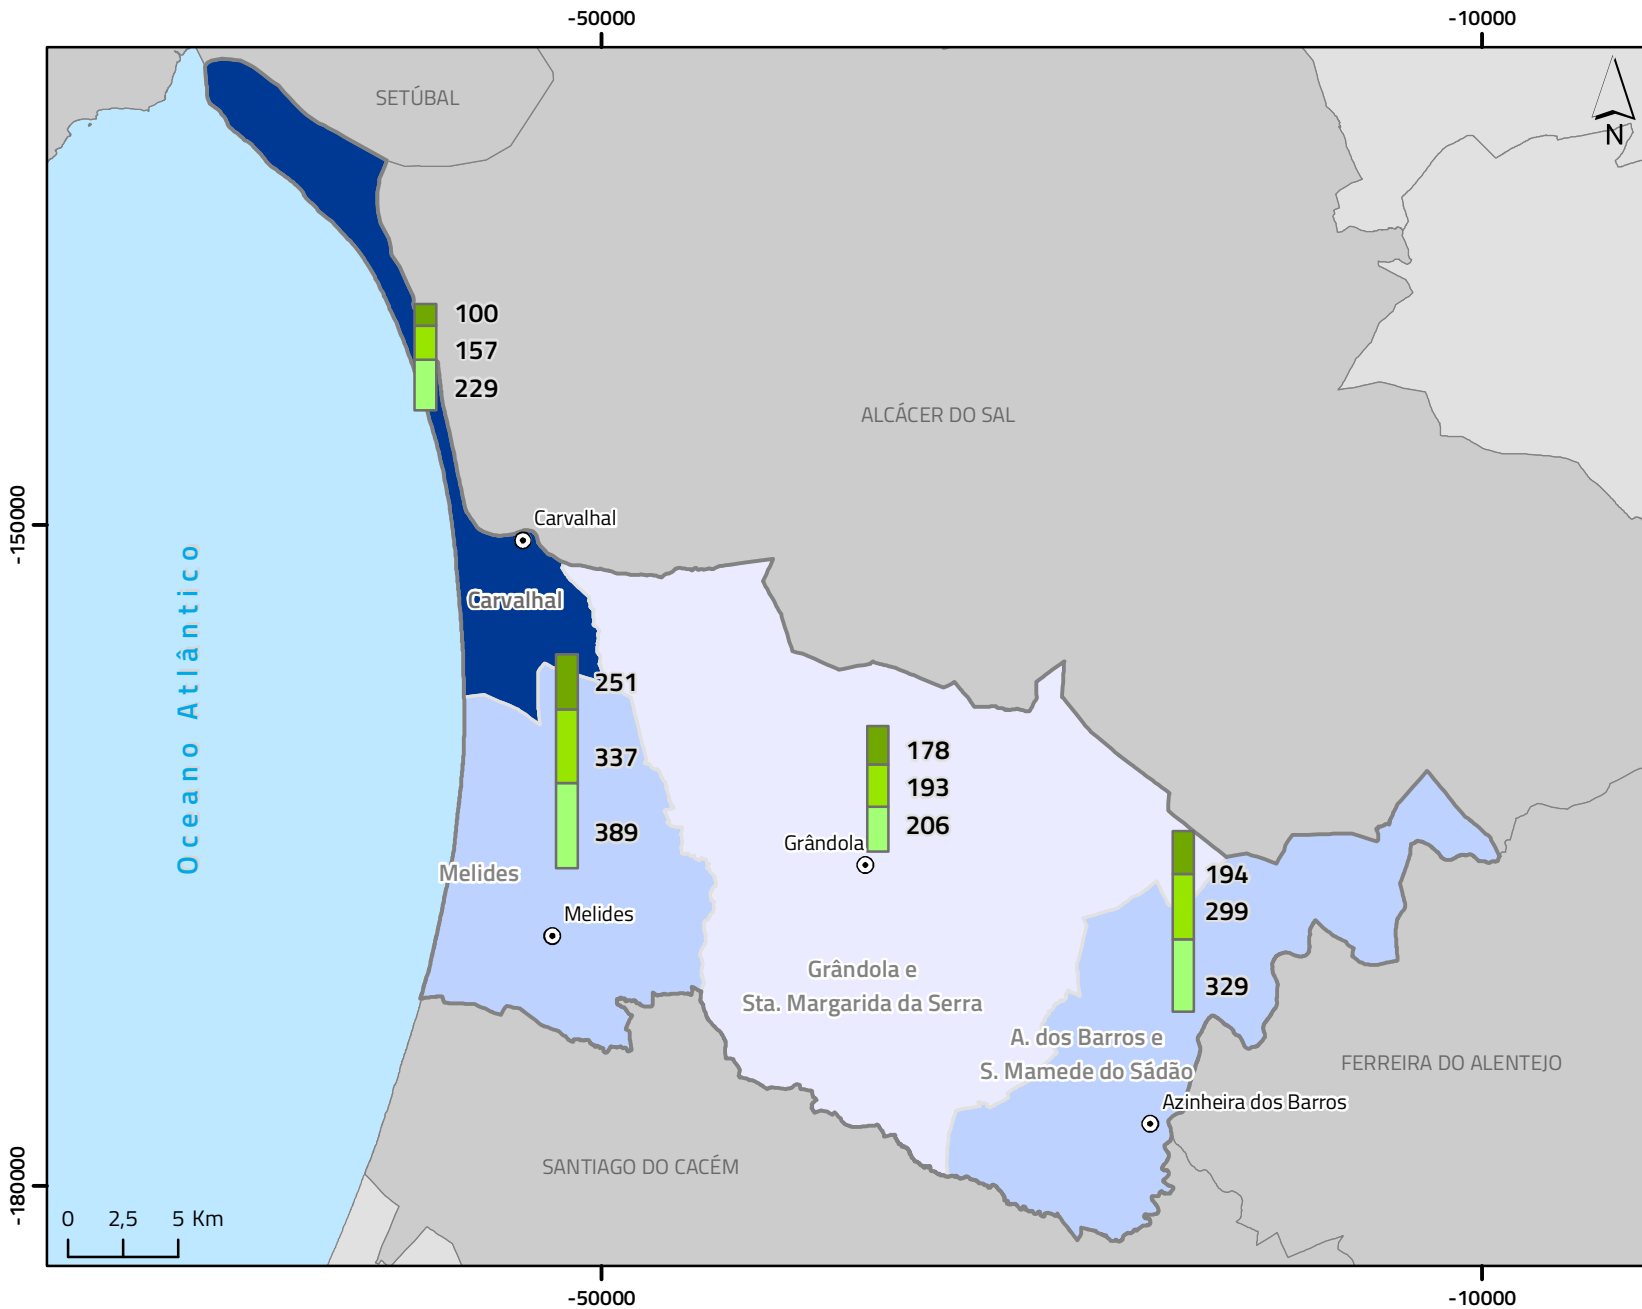 -50000
-10000
SETÚBAL
N
100
157
229
ALCÁCER DO SAL
-150000
Carvalhal
Oceano Atlântico
Carvalhal
251
337
389
178
193
206
Grândola
194
299
329
Melides
Melides
Grândola e
Sta. Margarida da Serra
A. dos Barros e
S. Mamede do Sádão
FERREIRA DO ALENTEJO
Azinheira dos Barros
SANTIAGO DO CACÉM
-180000
0 2,5 5 Km
-50000
-10000